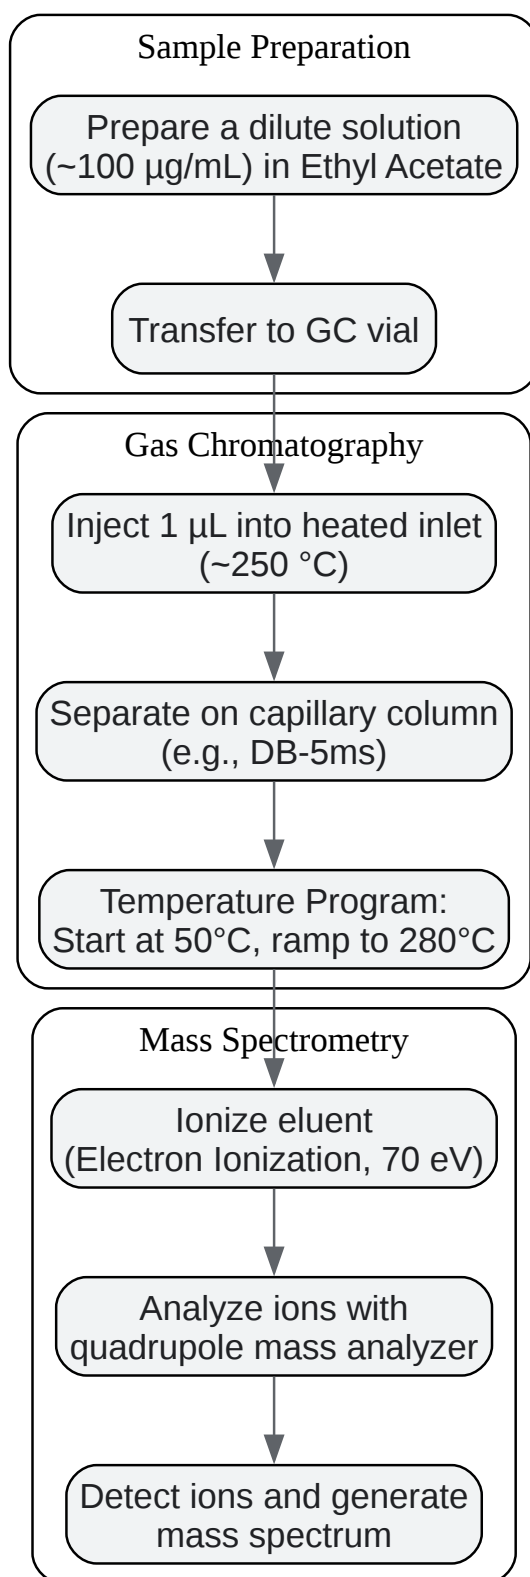 Sample Preparation
Prepare a dilute solution
(~100 µg/mL) in Ethyl Acetate
Transfer to GC vial
Gas Chromatography
Inject 1 µL into heated inlet
(~250 °C)
Separate on capillary column
(e.g., DB-5ms)
Temperature Program:
Start at 50°C, ramp to 280°C
Mass Spectrometry
Ionize eluent
(Electron Ionization, 70 eV)
Analyze ions with
quadrupole mass analyzer
Detect ions and generate
mass spectrum